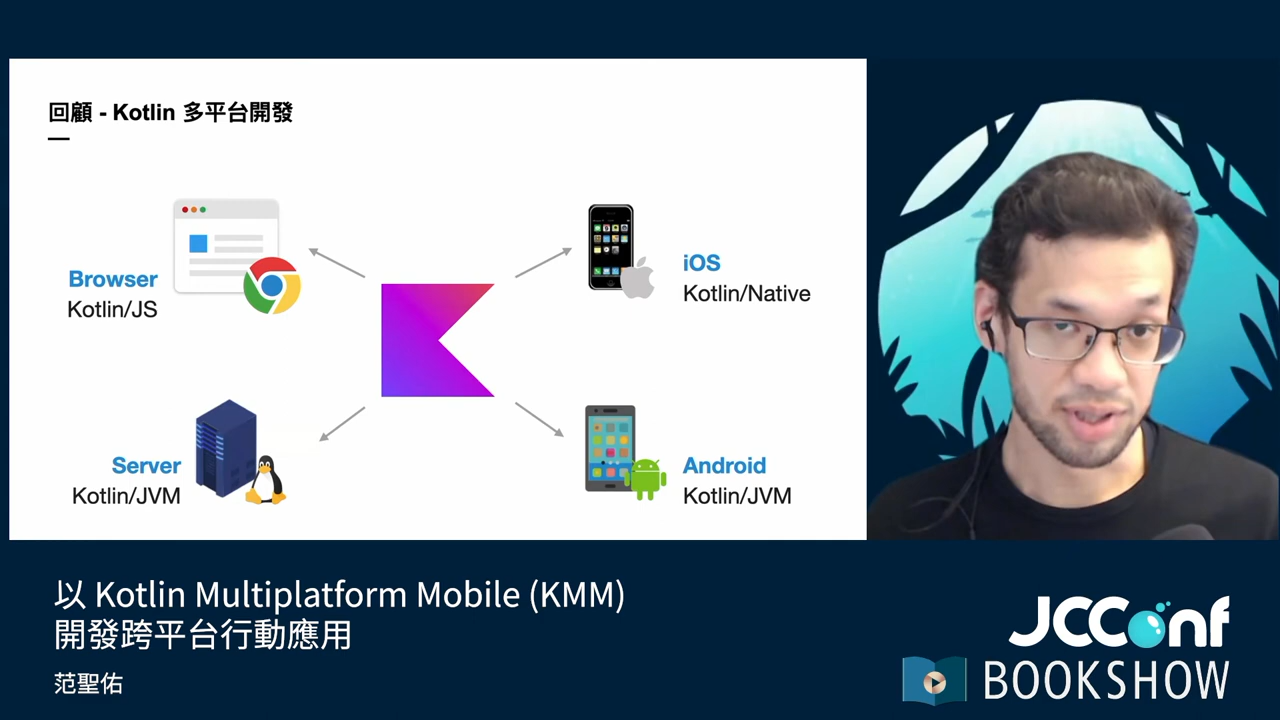 回顧 - Kotlin 多平台開發
Browser
Kotlin/JS
iOS
Kotlin/Native
Server
Kotlin/JVM
Android
Kotlin/JVM
以 Kotlin Multiplatform Mobile (KMM)
開發跨平台行動應用
范聖佑
JCConf
BOOKSHOW